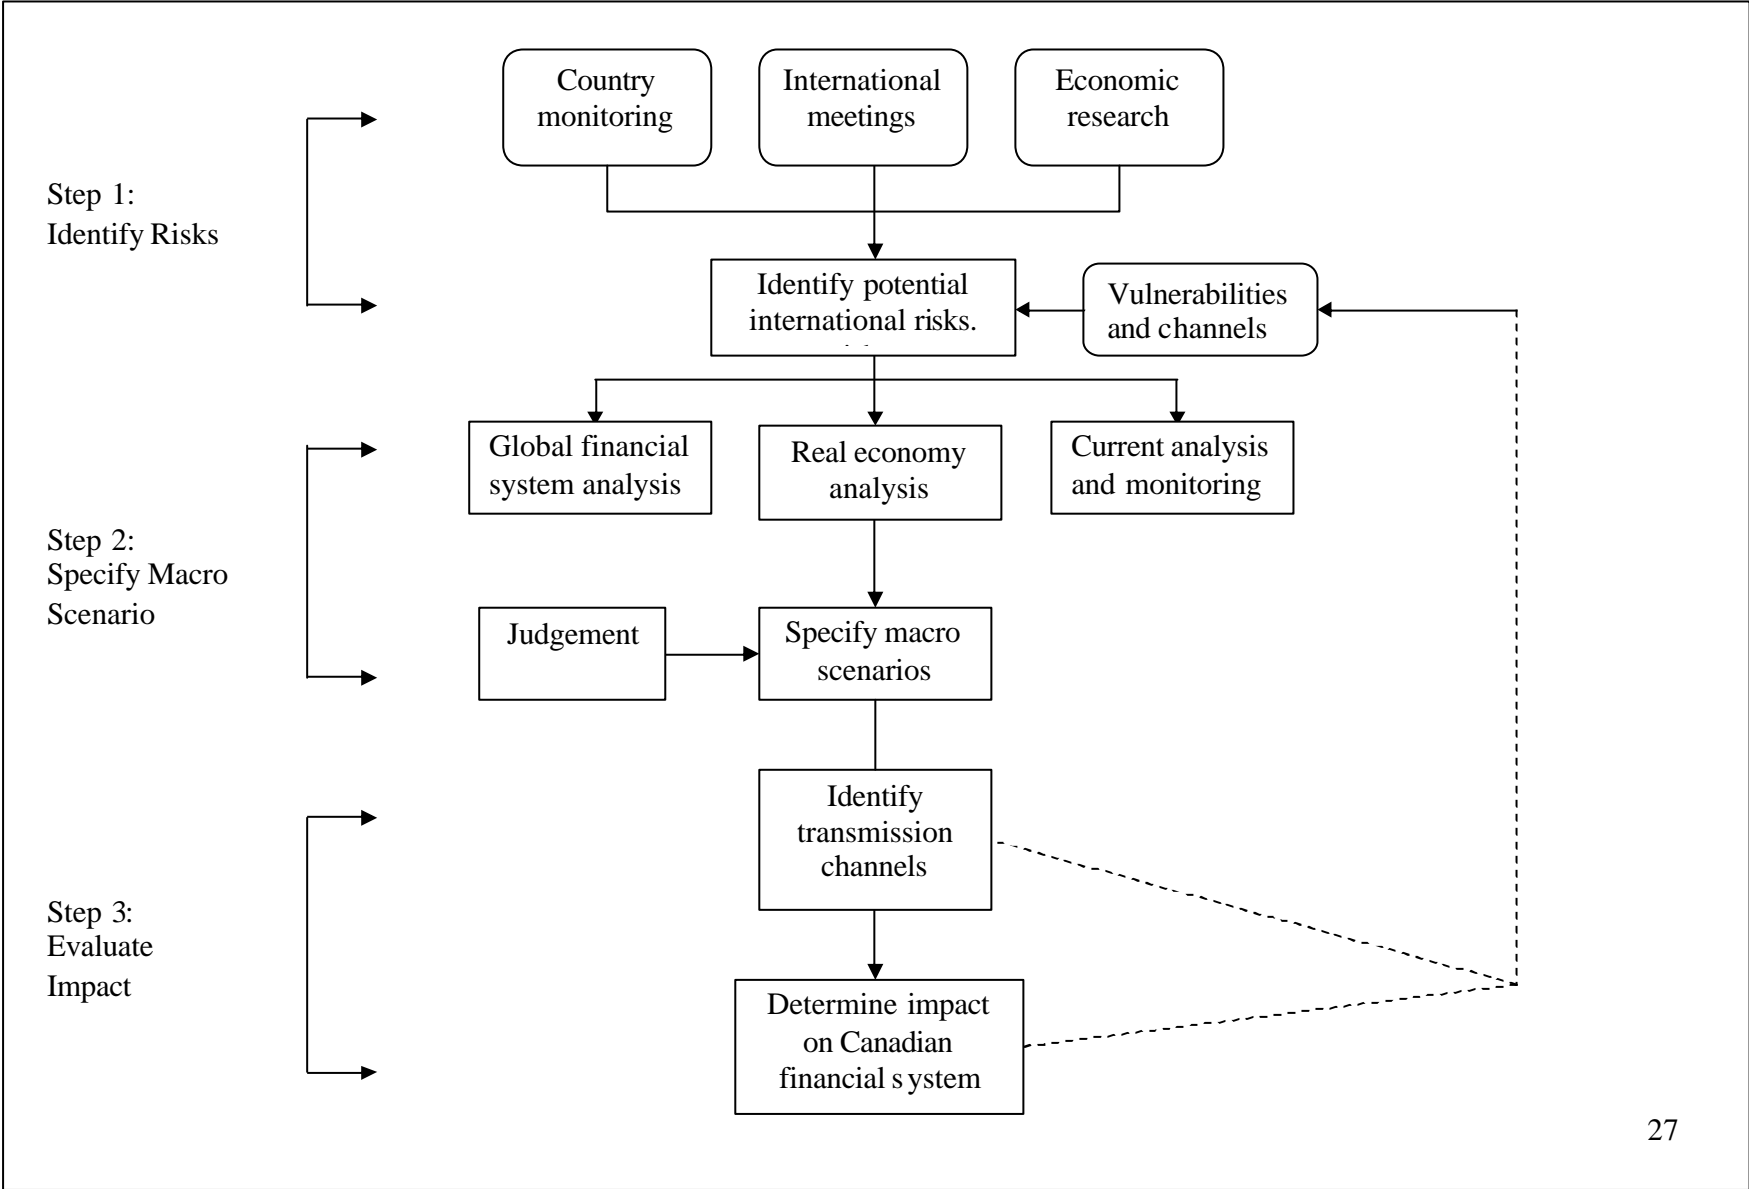 Country
monitoring
International
meetings
Economic
research
Step 1:
Identify Risks
Identify potential
international risks.
Vulnerabilities
and channels
Global financial
system analysis
Real economy
analysis
Current analysis
and monitoring
Step 2:
Specify Macro
Scenario
Judgement
Specify macro
scenarios
Identify
transmission
channels
Step 3:
Evaluate
Impact
Determine impact
on Canadian
financial system
27